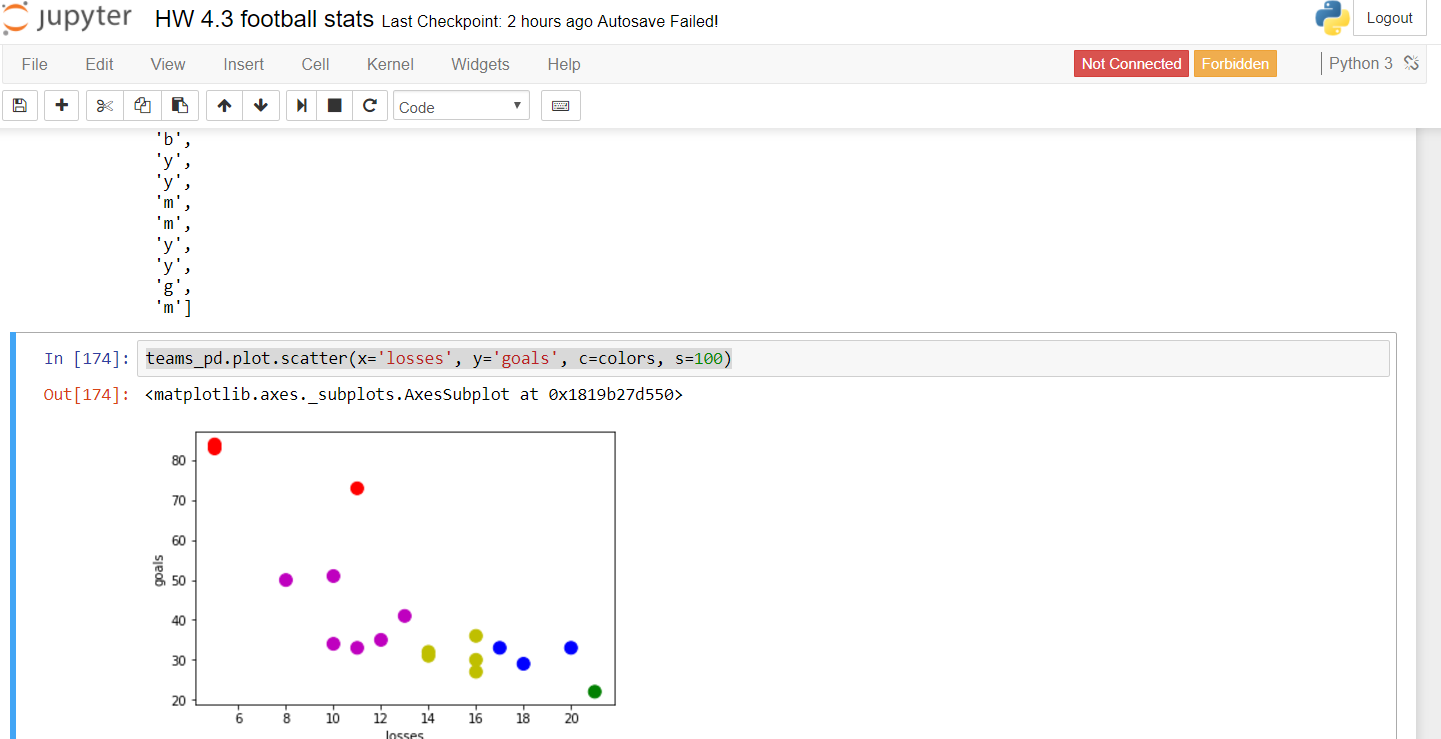 jupyter HW 4.3 football stats Last Checkpoint: 2 hours ago Autosave Failed! Logout
File Edit View Insert Cell Kernel Widgets Help Not Connected Forbidden Python 3
Code
'b',
'y',
'y',
'm',
'm',
'y',
'y',
'g',
'm']
In [174]: teams_pd.plot.scatter(x='losses', y='goals', c=colors, s=100)
Out[174]: <matplotlib.axes._subplots.AxesSubplot at 0x1819b27d550>
80
70
60
50
40
30
20
goals
6 8 10 12 14 16 18 20
losses